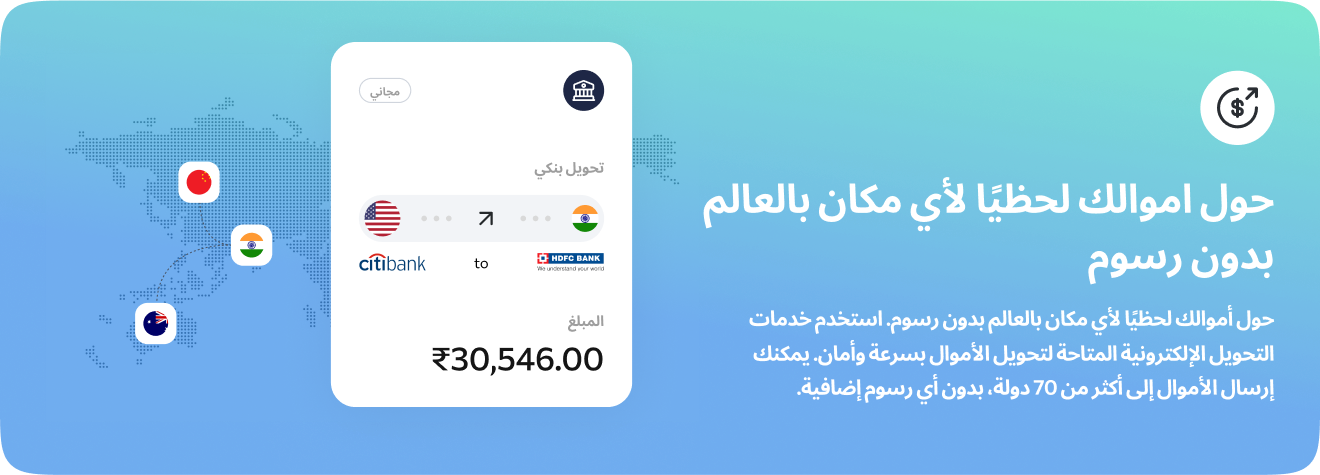 حول اموالك لحظيًا لأي مكان بالعالم
بدون رسوم
حول أموالك لحظيًا لأي مكان بالعالم بدون رسوم. استخدم خدمات
التحويل الإلكترونية المتاحة لتحويل الأموال بسرعة وأمان. يمكنك
إرسال الأموال إلى أكثر من 70 دولة، بدون أي رسوم إضافية.
مجاني
تحويل بنكي
HDFC BANK
We understand your world
to
citibank
المبلغ
₹30,546.00